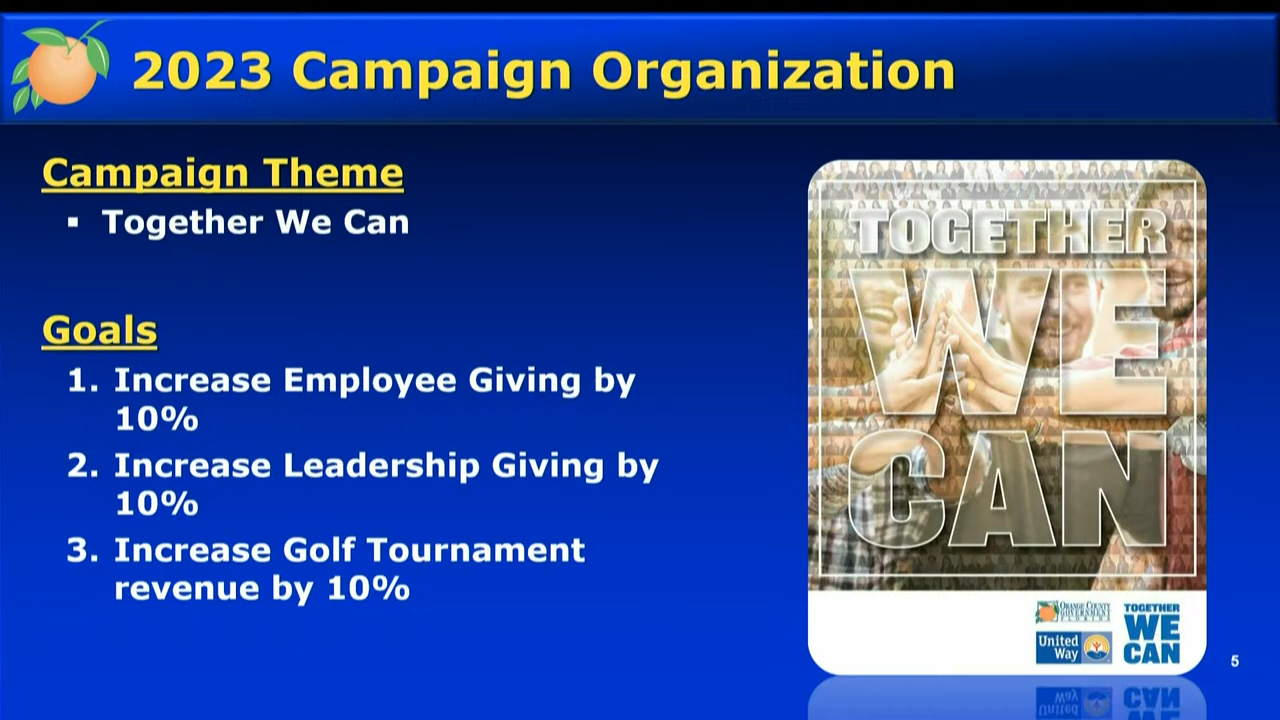 2023 Campaign Organization
Campaign Theme
▪ Together We Can
Goals
1. Increase Employee Giving by
10%
2. Increase Leadership Giving by
10%
3. Increase Golf Tournament
revenue by 10%
TOGETHER
WE
CAN
ORANGE COUNTY
GOVERNMENT
FLORIDA
United
Way
TOGETHER
WE
CAN
5